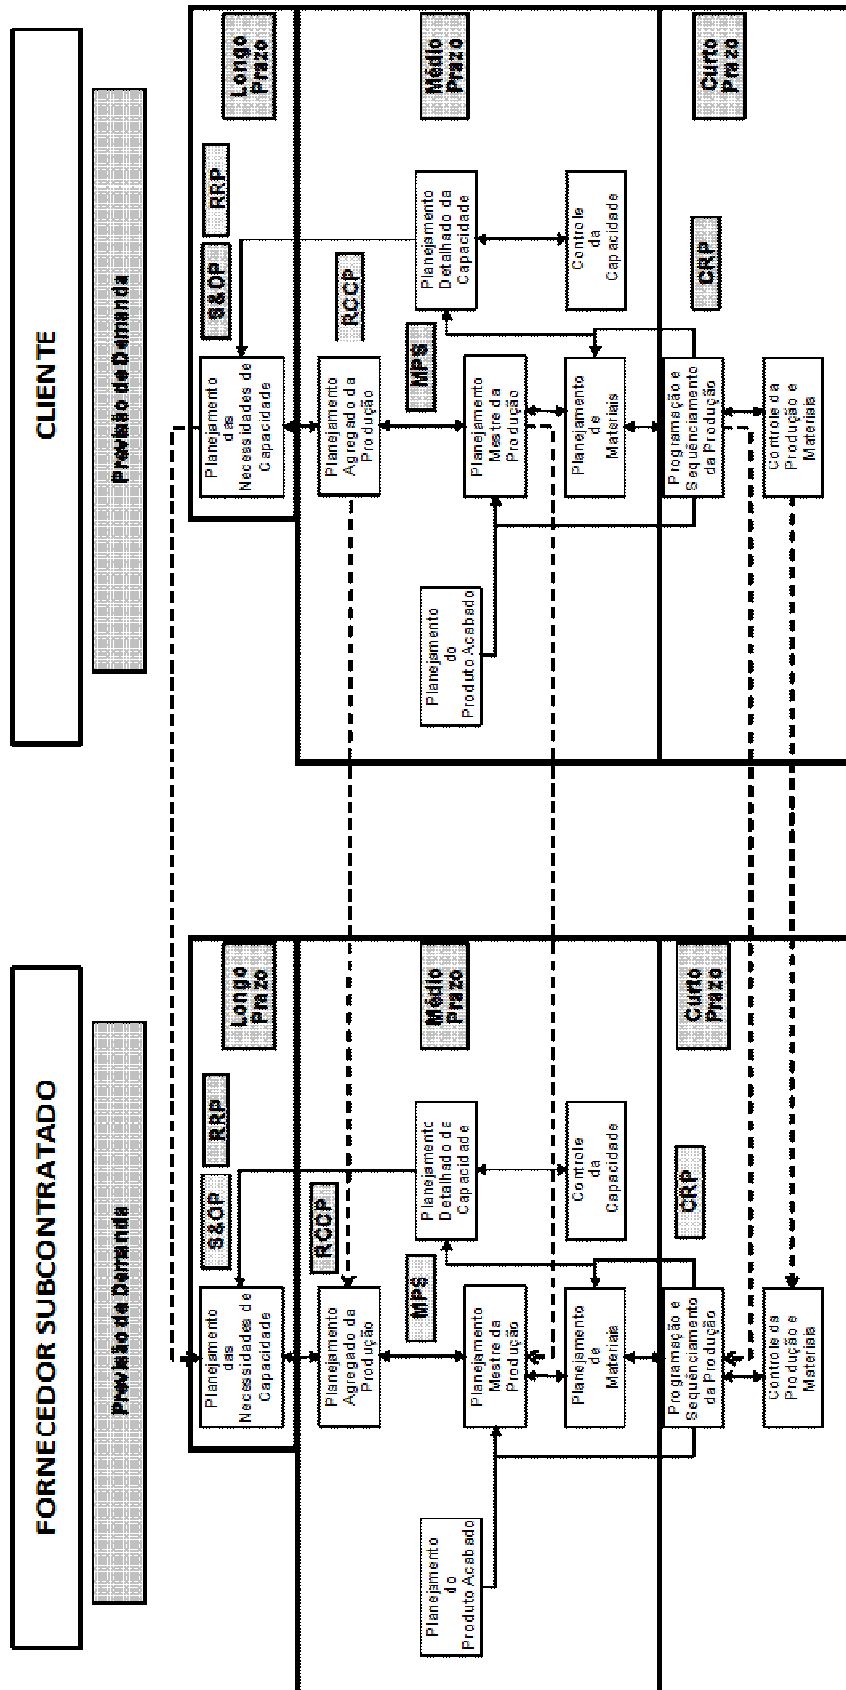 FORNECEDOR SUBCONTRATADO
Previsão de Demanda
S&OP
RRP
Longo
Prazo
Planejamento
das
Necessidades de
Capacidade
RCCP
Planejamento
Agregado da
Produção
Médio
Prazo
MPS
Planejamento
do
Produto Acabado
Planejamento
Mestre da
Produção
Planejamento
Detalhado da
Capacidade
Planejamento
de
Materiais
Controle
da
Capacidade
Curto
Prazo
CRP
Programação e
Sequênciamento
da Produção
Controle da
Produção e
Materiais
CLIENTE
Previsão de Demanda
S&OP
RRP
Longo
Prazo
Planejamento
das
Necessidades de
Capacidade
RCCP
Planejamento
Agregado da
Produção
Médio
Prazo
MPS
Planejamento
do
Produto Acabado
Planejamento
Mestre da
Produção
Planejamento
Detalhado da
Capacidade
Planejamento
de
Materiais
Controle
da
Capacidade
Curto
Prazo
CRP
Programação e
Sequênciamento
da Produção
Controle da
Produção e
Materiais